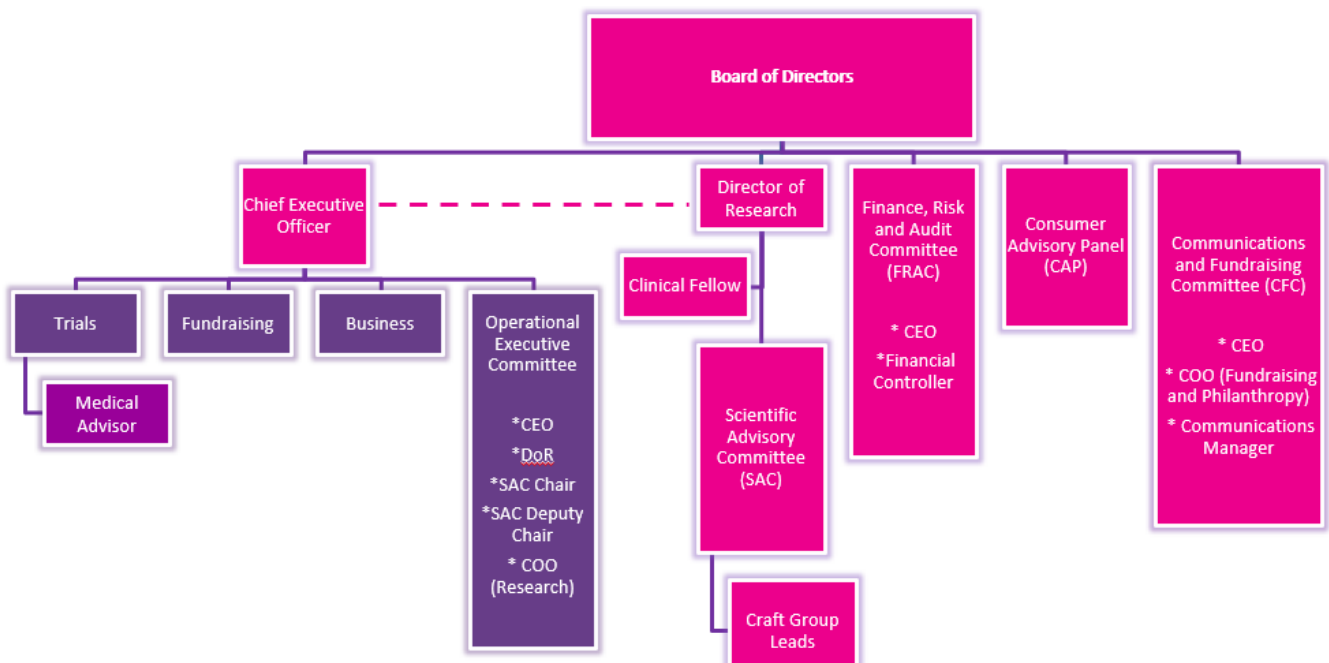 Board of Directors
Chief Executive
Officer
Director of
Research
Finance, Risk
and Audit
Committee
(FRAC)
* CEO
*Financial
Controller
Consumer
Advisory Panel
(CAP)
Communications
and Fundraising
Committee (CFC)
* CEO
* COO (Fundraising
and Philanthropy)
* Communications
Manager
Clinical Fellow
Trials
Fundraising
Business
Operational
Executive
Committee
*CEO
*DoR
*SAC Chair
*SAC Deputy
Chair
* COO
(Research)
Medical
Advisor
Scientific
Advisory
Committee
(SAC)
Craft Group
Leads